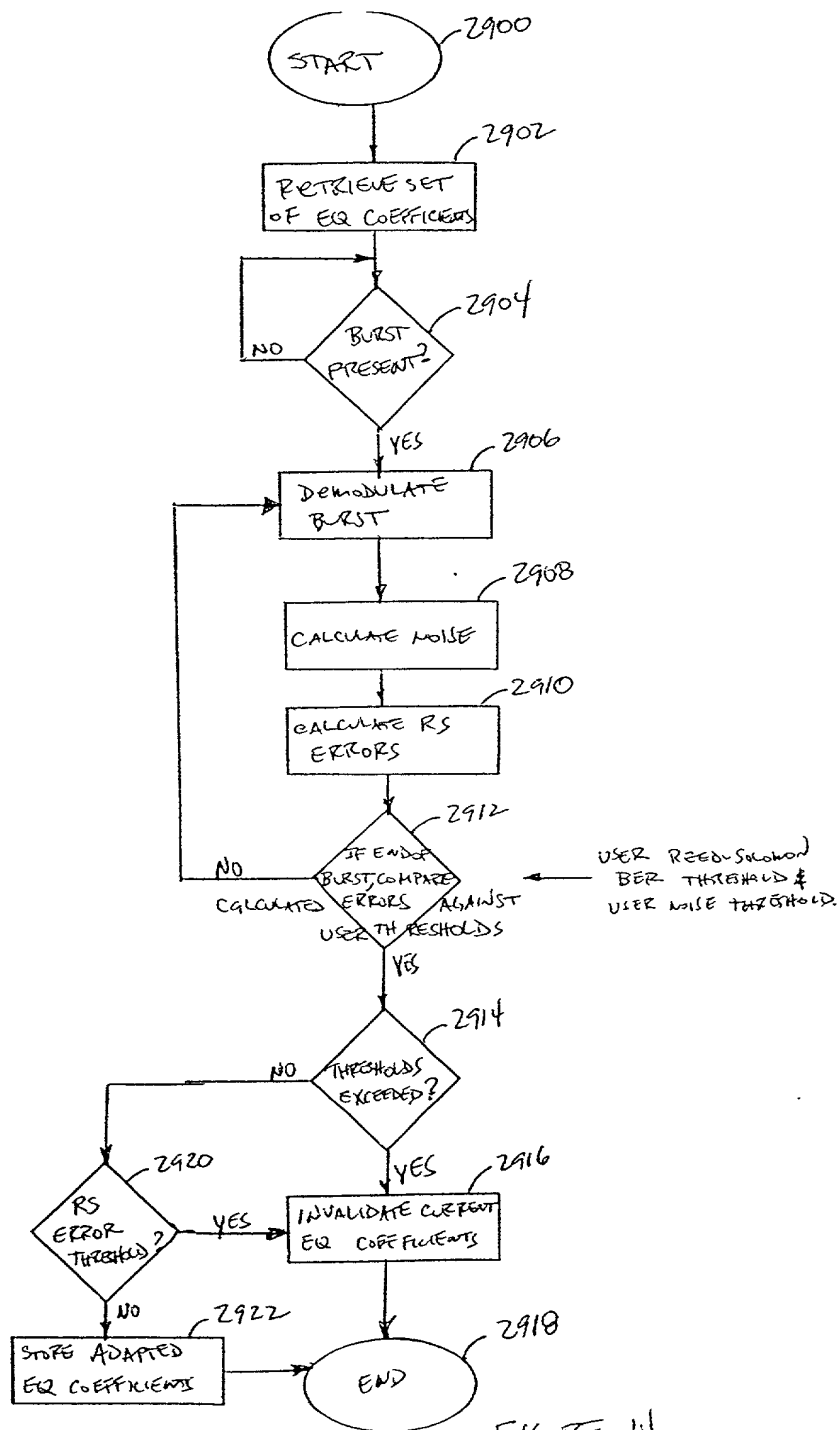 START
2900
2902
RETRIEVE SET
OF EQ COEFFICIENTS
2904
BURST
PRESENT?
NO
YES
2906
DEMODULATE
BURST
2908
CALCULATE NOISE
2910
CALCULATE RS
ERRORS
2912
IF END OF
BURST, COMPARE
CALCULATED ERRORS AGAINST
USER THRESHOLDS
NO
USER REED-SOLOMON
BER THRESHOLD &
USER NOISE THRESHOLD
YES
2914
THRESHOLDS
EXCEEDED?
NO
YES
2916
2920
RS
ERROR
THRESHOLD?
YES
INVALIDATE CURRENT
EQ COEFFICIENTS
NO
2922
STORE ADAPTED
EQ COEFFICIENTS
2918
END